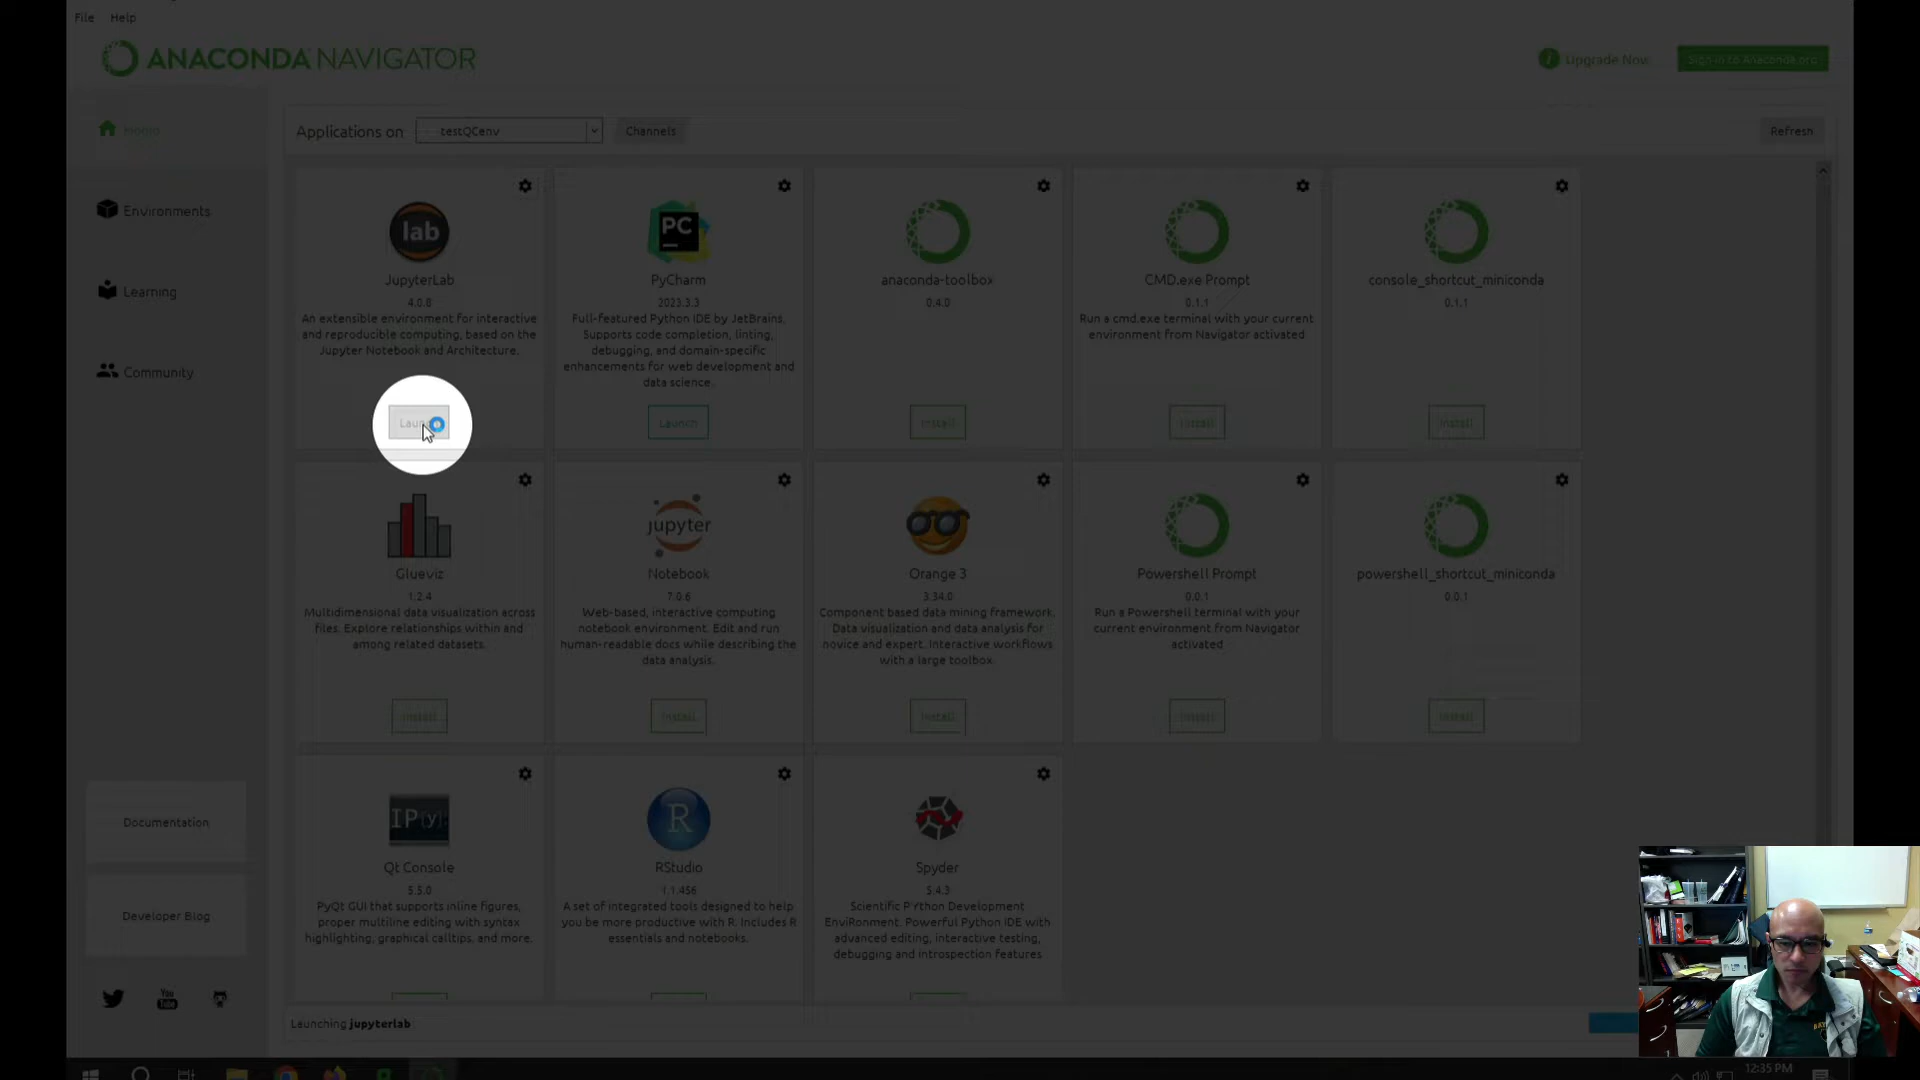 File Help
ANACONDA NAVIGATOR
Upgrade Now
Sign in to Anaconda.org
Home
Applications on testQCenv Channels
Refresh
Environments
Learning
Community
lab
JupyterLab
4.0.8
An extensible environment for interactive
and reproducible computing, based on the
Jupyter Notebook and Architecture.
Launch
PC
PyCharm
2023.3.3
Full-featured Python IDE by JetBrains.
Supports code completion, linting,
debugging, and domain-specific
enhancements for web development and
data science.
Launch
anaconda-toolbox
0.4.0
Install
CMD.exe Prompt
0.1.1
Run a cmd.exe terminal with your current
environment from Navigator activated
Install
console_shortcut_miniconda
0.1.1
Install
Glueviz
1.2.4
Multidimensional data visualization across
files. Explore relationships within and
among related datasets.
Install
jupyter
Notebook
7.0.6
Web-based, interactive computing
notebook environment. Edit and run
human-readable docs while describing the
data analysis.
Install
Orange 3
3.34.0
Component based data mining framework.
Data visualization and data analysis for
novice and expert. Interactive workflows
with a large toolbox.
Install
Powershell Prompt
0.0.1
Run a Powershell terminal with your
current environment from Navigator
activated
Install
powershell_shortcut_miniconda
0.0.1
Install
IP[y]:
Qt Console
5.5.0
PyQt GUI that supports inline figures,
proper multiline editing with syntax
highlighting, graphical calltips, and more.
R
RStudio
1.1.456
A set of integrated tools designed to help
you be more productive with R. Includes R
essentials and notebooks.
Spyder
5.4.3
Scientific PYthon Development
EnviRonment. Powerful Python IDE with
advanced editing, interactive testing,
debugging and introspection features
Documentation
Developer Blog
You
Tube
Launching jupyterlab
12:35 PM